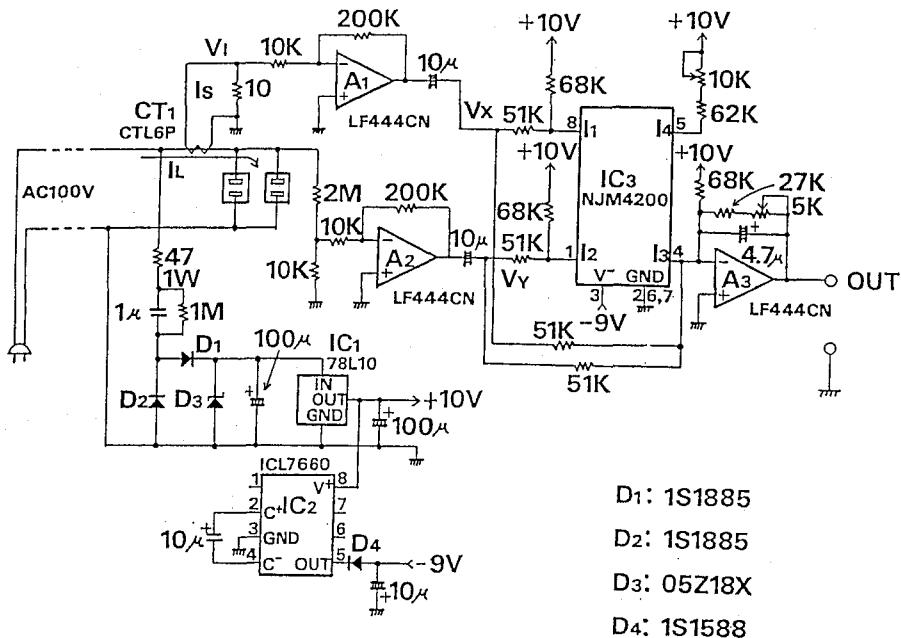 +10V
+10V
200K
VI
10K
10μ
10K
A1
68K
IS
10
LF444CN
VX
51K
62K
CT1
CTL6P
8 I1
I4 5
+10V
+10V
IL
AC100V
IC3
NJM4200
68K
27K
5K
2M
200K
68K
10K
10μ
51K
1 I2
I3 4
4.7μ
A2
A3
OUT
47
1W
10K
VY
V- GND
3
2 6,7
LF444CN
LF444CN
-9V
1μ
1M
51K
D1
100μ
IC1
78L10
51K
IN
OUT
GND
D2
D3
+10V
+
+
100μ
ICL7660
1
V+ 8
2 C+
IC2
7
D1: 1S1885
10μ
+
3 GND
6
D4
4 C-
OUT 5
-9V
D2: 1S1885
+10μ
D3: 05Z18X
D4: 1S1588